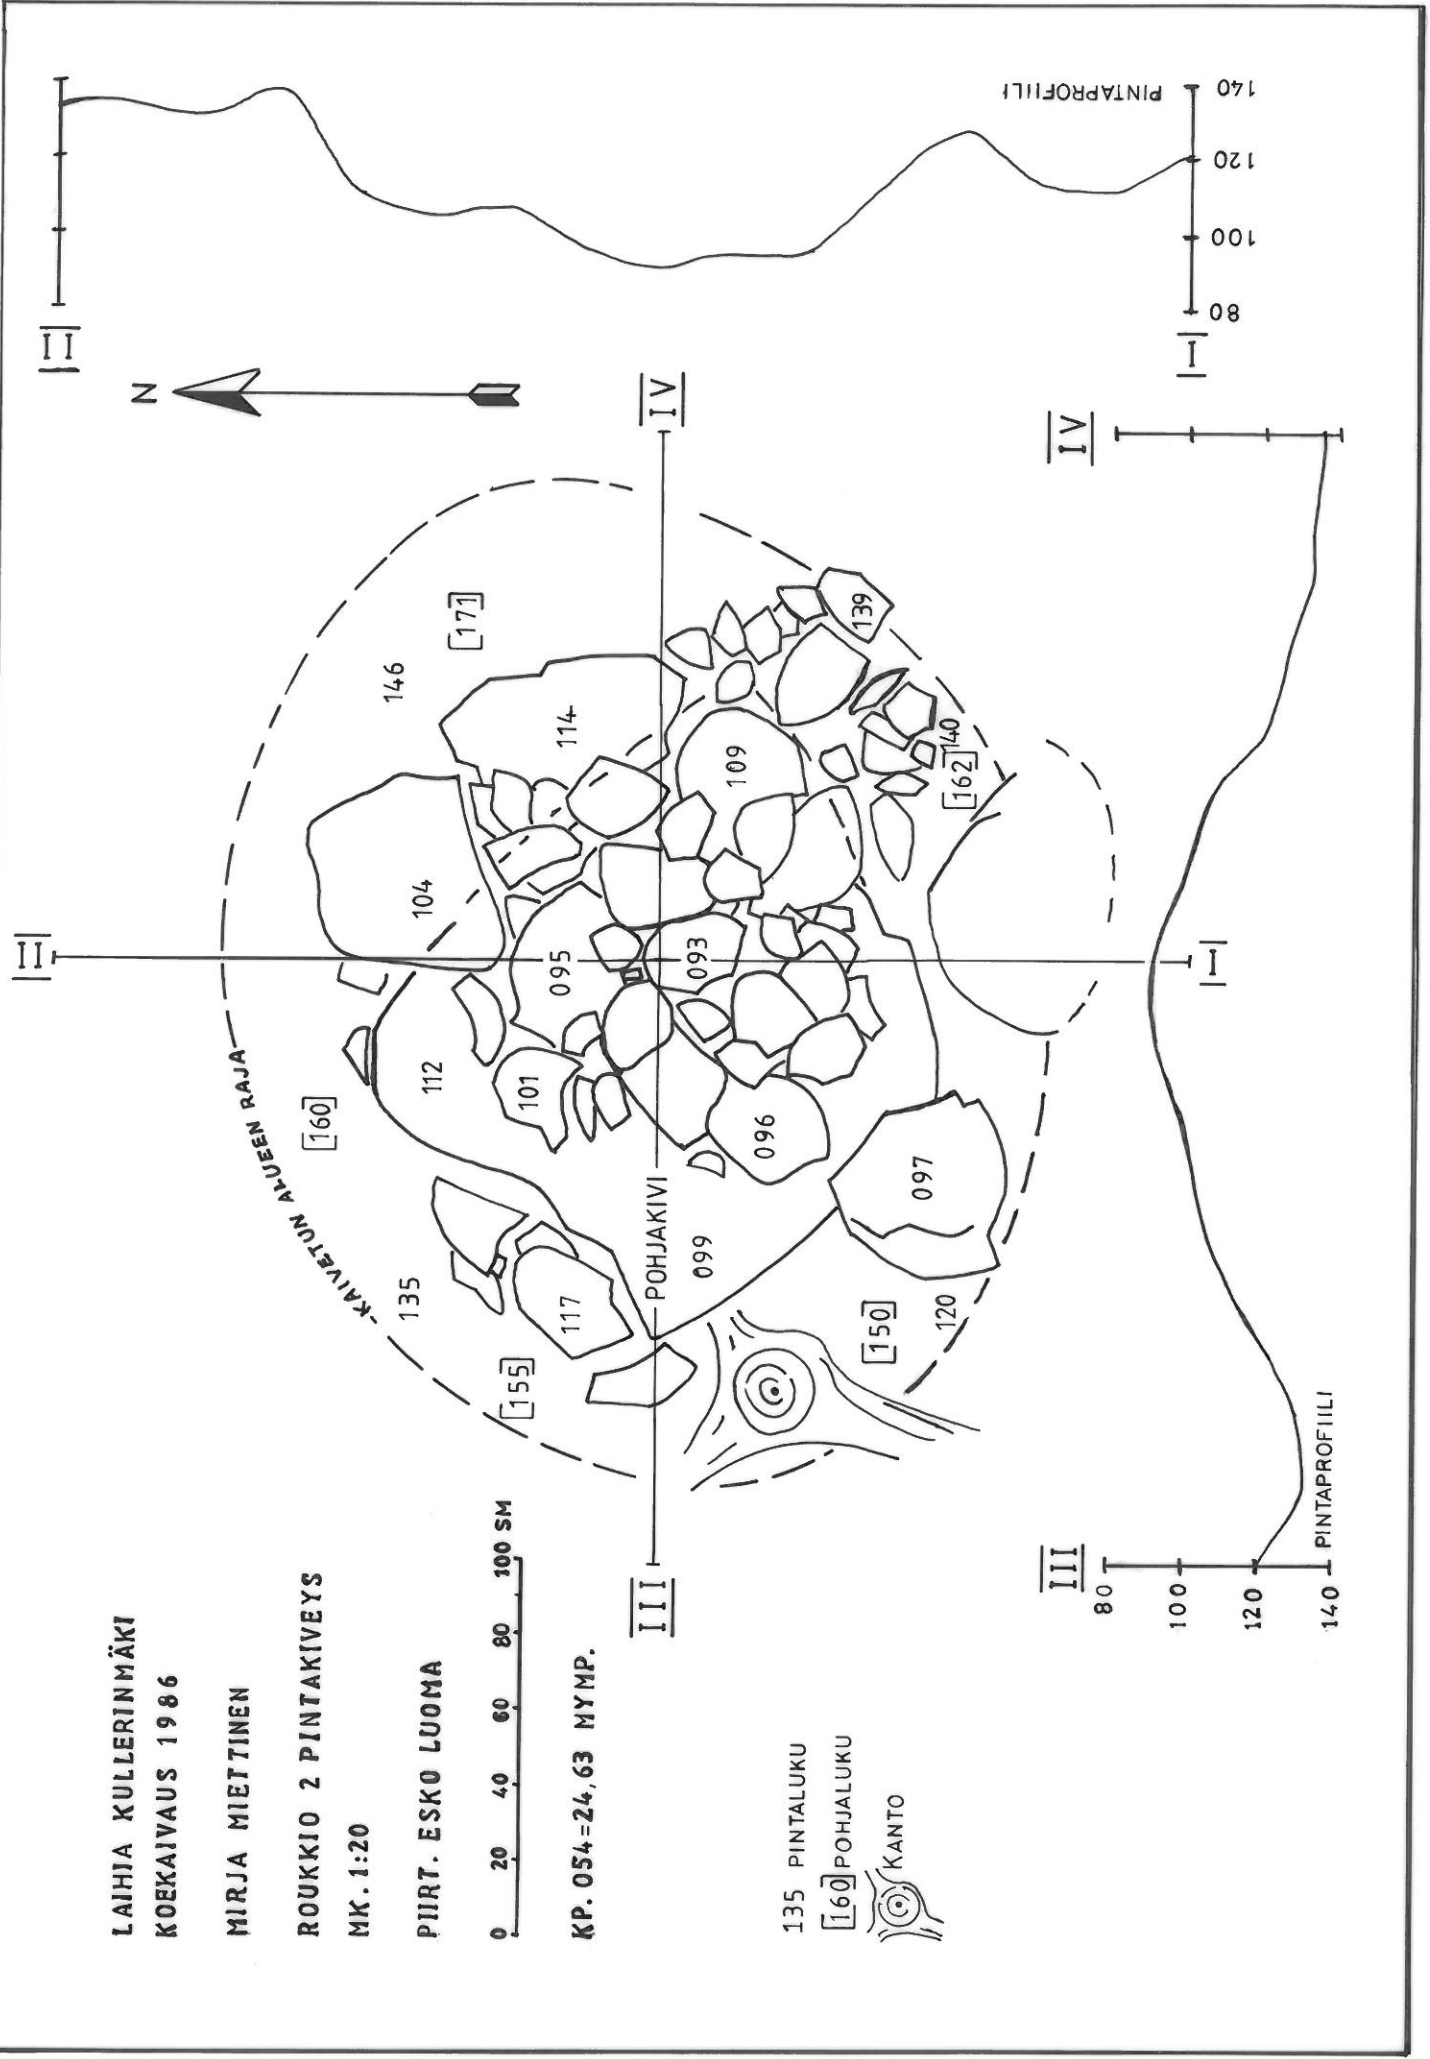 LAIHIA KULLERINMÄKI
KOEKAIVAUS 1986
MIRJA MIETTINEN
ROUKKIO 2 PINTAKIVEYS
MK. 1:20
PIIRT. ESKO LUOMA
0 20 40 60 80 100 SM
KP. 054=24,63 MYMP.
135 PINTALUKU
[160] POHJALUKU
KANTO
N
II
I
III
IV
KAIVETUN ALUEEN RAJA
146
[171]
104
114
[160]
112
095
101
135
117
[155]
POHJAKIVI
099
093
109
139
140
[162]
096
097
[150]
120
II
I
PINTAPROFIILI
80 100 120 140
III
IV
80
100
120
140
PINTAPROFIILI